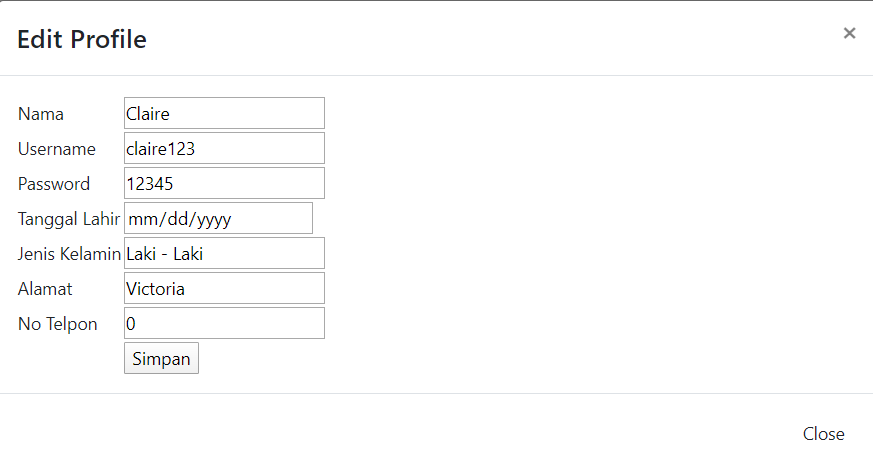 Edit Profile ×
Nama Claire
Username claire123
Password 12345
Tanggal Lahir mm/dd/yyyy
Jenis Kelamin Laki - Laki
Alamat Victoria
No Telpon 0
Simpan
Close